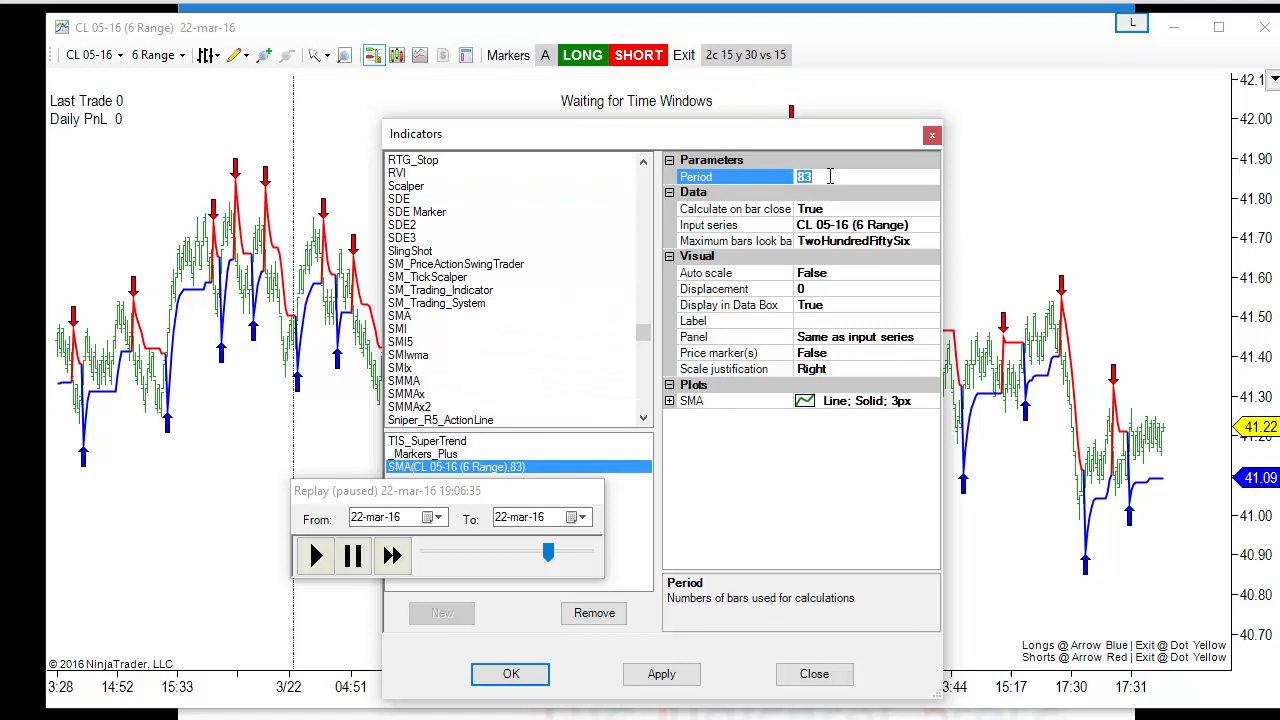 CL 05-16 (6 Range) 22-mar-16
L
CL 05-16 6 Range Markers A LONG SHORT Exit 2c 15 y 30 vs 15
Last Trade 0
Daily PnL 0
Waiting for Time Windows
Indicators
x
RTG_Stop
RVI
Scalper
SDE
SDE Marker
SDE2
SDE3
SlingShot
SM_PriceActionSwingTrader
SM_TickScalper
SM_Trading_Indicator
SM_Trading_System
SMA
SMI
SMI5
SMIwma
SMIx
SMMA
SMMAx
SMMAx2
Sniper_R5_ActionLine
TIS_SuperTrend
_Markers_Plus
SMA(CL 05-16 (6 Range),83)
Parameters
Period 83
Data
Calculate on bar close True
Input series CL 05-16 (6 Range)
Maximum bars look ba TwoHundredFiftySix
Visual
Auto scale False
Displacement 0
Display in Data Box True
Label
Panel Same as input series
Price marker(s) False
Scale justification Right
Plots
SMA Line; Solid; 3px
Replay (paused) 22-mar-16 19:06:35
From: 22-mar-16 To: 22-mar-16
Period
Numbers of bars used for calculations
New Remove
OK Apply Close
42.1
42.00
41.90
41.80
41.70
41.60
41.50
41.40
41.30
41.22
41.20
41.09
41.00
40.90
40.80
40.70
Longs @ Arrow Blue | Exit @ Dot Yellow
Shorts @ Arrow Red | Exit @ Dot Yellow
© 2016 NinjaTrader, LLC
3:28 14:52 15:33 3/22 04:51 3:44 15:17 17:30 17:31